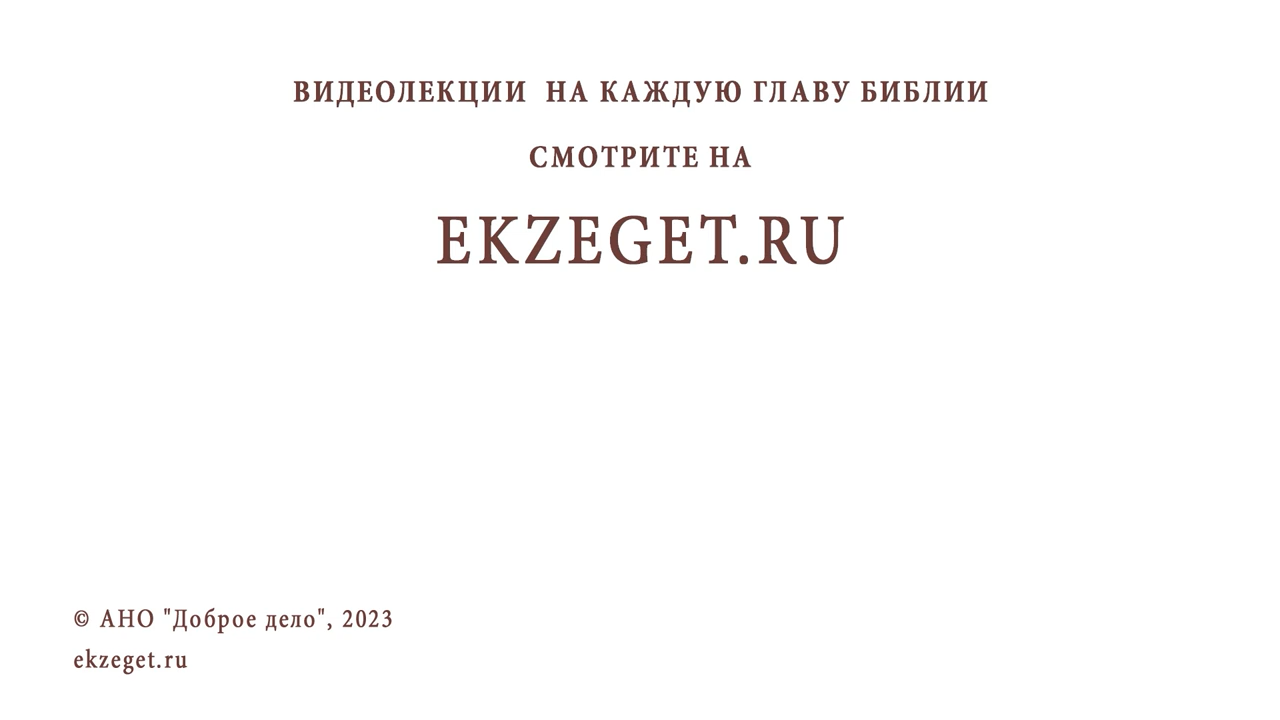 ВИДЕОЛЕКЦИИ НА КАЖДУЮ ГЛАВУ БИБЛИИ
СМОТРИТЕ НА
EKZEGET.RU
© АНО "Доброе дело", 2023
ekzeget.ru